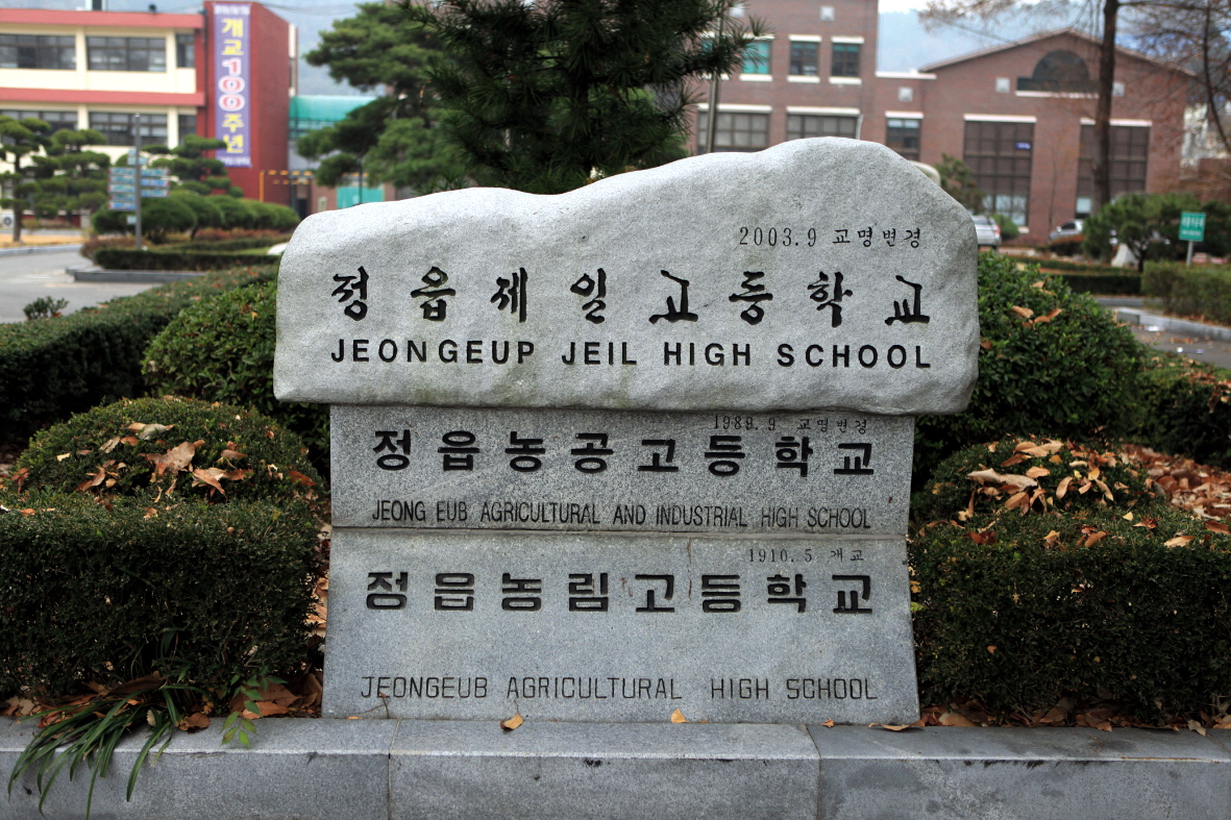 개교 100주년
2003.9 교명변경
정읍제일고등학교
JEONGEUP JEIL HIGH SCHOOL
1989.9 교명변경
정읍농공고등학교
JEONG EUB AGRICULTURAL AND INDUSTRIAL HIGH SCHOOL
1910.5 개교
정읍농림고등학교
JEONGEUB AGRICULTURAL HIGH SCHOOL